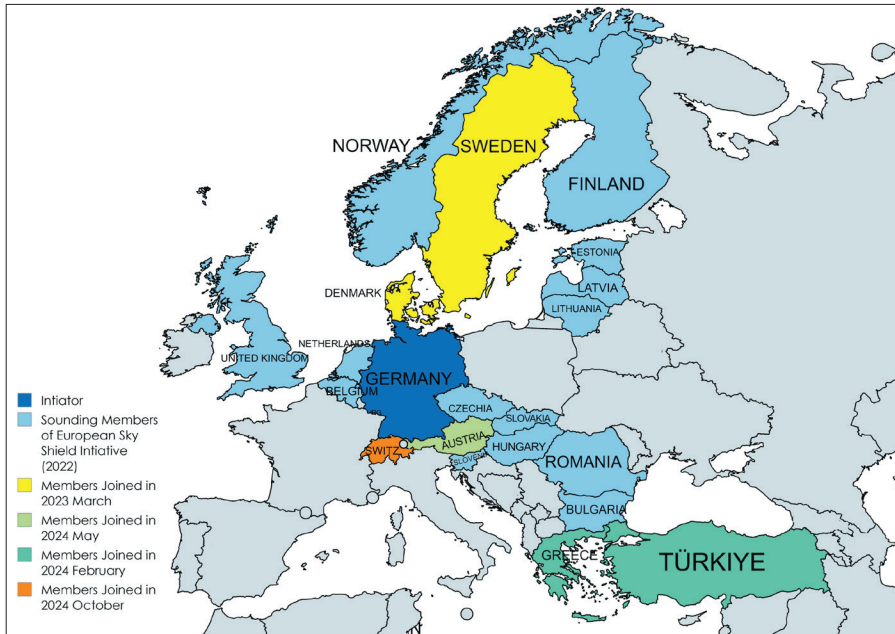 NORWAY
SWEDEN
FINLAND
ESTONIA
LATVIA
LITHUANIA
DENMARK
NETHERLANDS
UNITED KINGDOM
BELGIUM
GERMANY
CZECHIA
SLOVAKIA
AUSTRIA
SWITZ
HUNGARY
SLOVENIA
ROMANIA
BULGARIA
GREECE
TÜRKIYE
Intiator
Sounding Members
of European Sky
Shield Intiative
(2022)
Members Joined in
2023 March
Members Joined in
2024 May
Members Joined in
2024 February
Members Joined in
2024 October